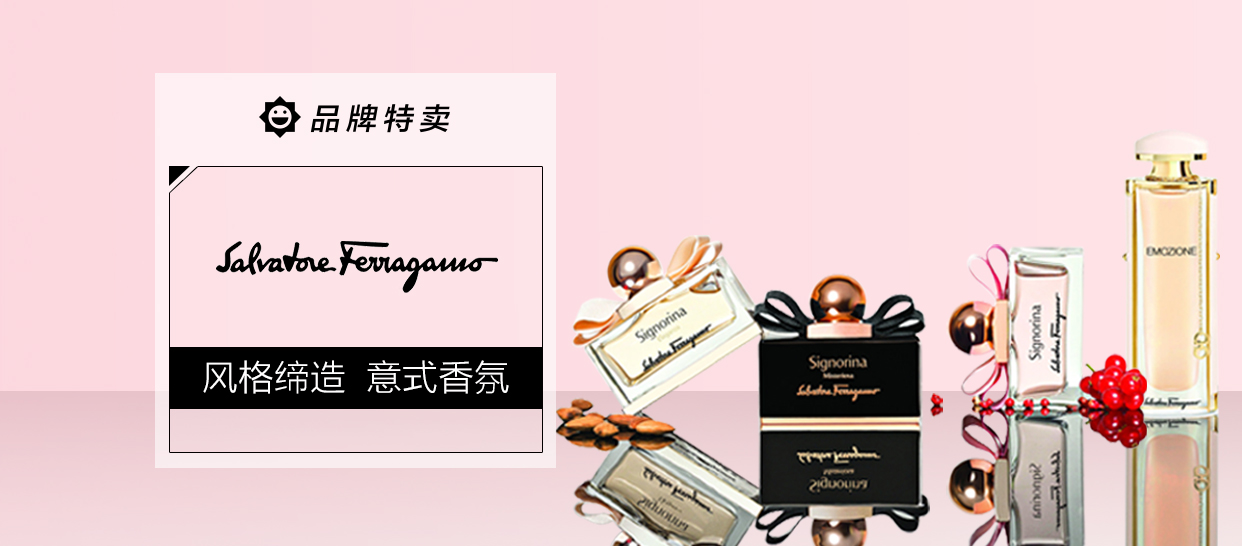 品牌特卖
Salvatore Ferragamo
风格缔造 意式香氛
Signorina
Salvatore Ferragamo
Signorina
Misteriosa
Salvatore Ferragamo
Signorina
Salvatore Ferragamo
EMOZIONE
Salvatore Ferragamo